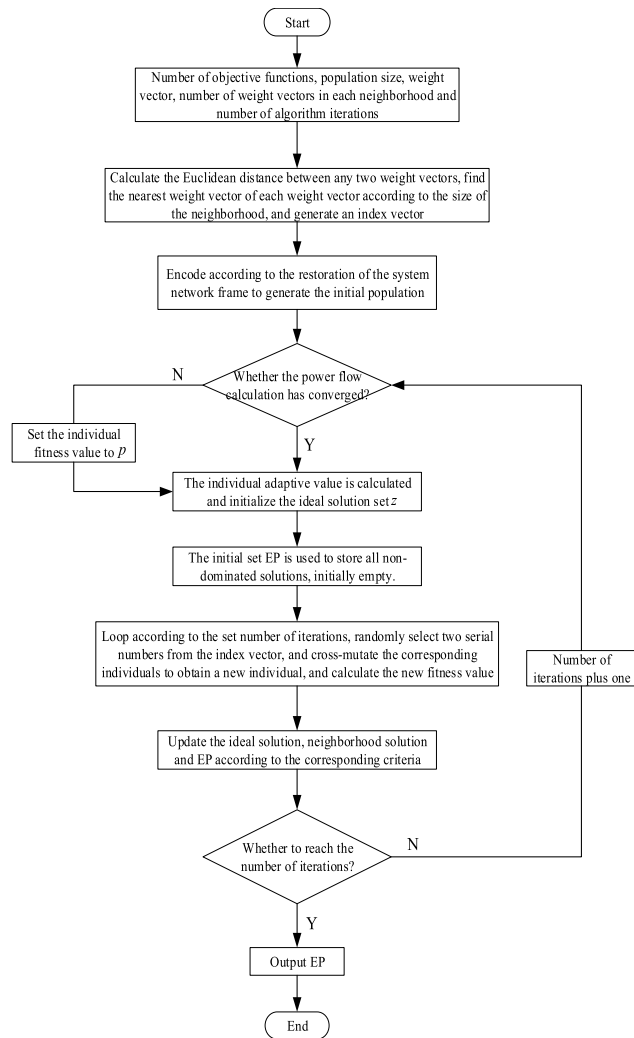 Start
Number of objective functions, population size, weight
vector, number of weight vectors in each neighborhood and
number of algorithm iterations
Calculate the Euclidean distance between any two weight vectors, find
the nearest weight vector of each weight vector according to the size of
the neighborhood, and generate an index vector
Encode according to the restoration of the system
network frame to generate the initial population
Whether the power flow
calculation has converged?
N
Set the individual
fitness value to p
Y
The individual adaptive value is calculated
and initialize the ideal solution set z
The initial set EP is used to store all non-
dominated solutions, initially empty.
Loop according to the set number of iterations, randomly select two serial
numbers from the index vector, and cross-mutate the corresponding
individuals to obtain a new individual, and calculate the new fitness value
Number of
iterations plus one
Update the ideal solution, neighborhood solution
and EP according to the corresponding criteria
Whether to reach the
number of iterations?
N
Y
Output EP
End